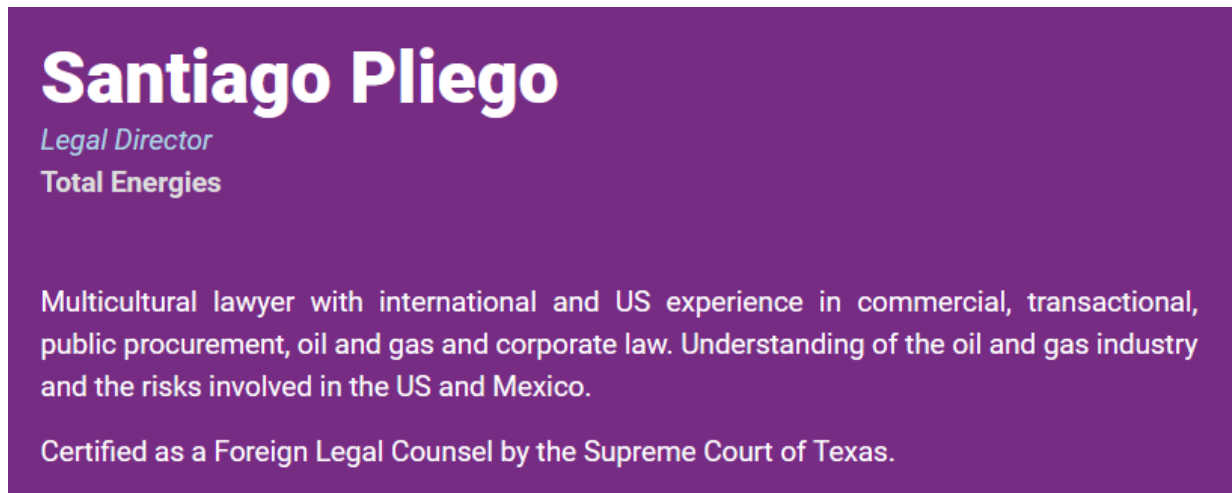 Santiago Pliego
Legal Director
Total Energies
Multicultural lawyer with international and US experience in commercial, transactional,
public procurement, oil and gas and corporate law. Understanding of the oil and gas industry
and the risks involved in the US and Mexico.
Certified as a Foreign Legal Counsel by the Supreme Court of Texas.